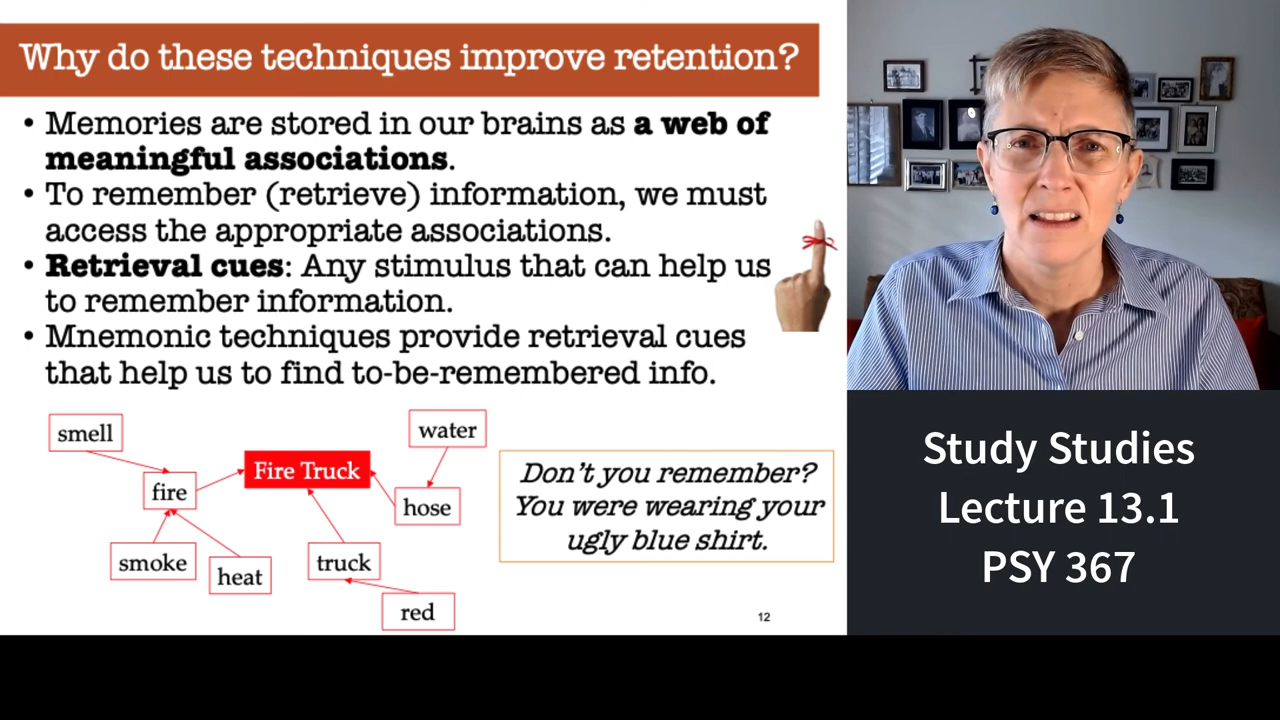 Why do these techniques improve retention?
• Memories are stored in our brains as a web of
meaningful associations.
• To remember (retrieve) information, we must
access the appropriate associations.
• Retrieval cues: Any stimulus that can help us
to remember information.
• Mnemonic techniques provide retrieval cues
that help us to find to-be-remembered info.
smell
water
Fire Truck
fire
hose
smoke
heat
truck
red
Don't you remember?
You were wearing your
ugly blue shirt.
12
Study Studies
Lecture 13.1
PSY 367